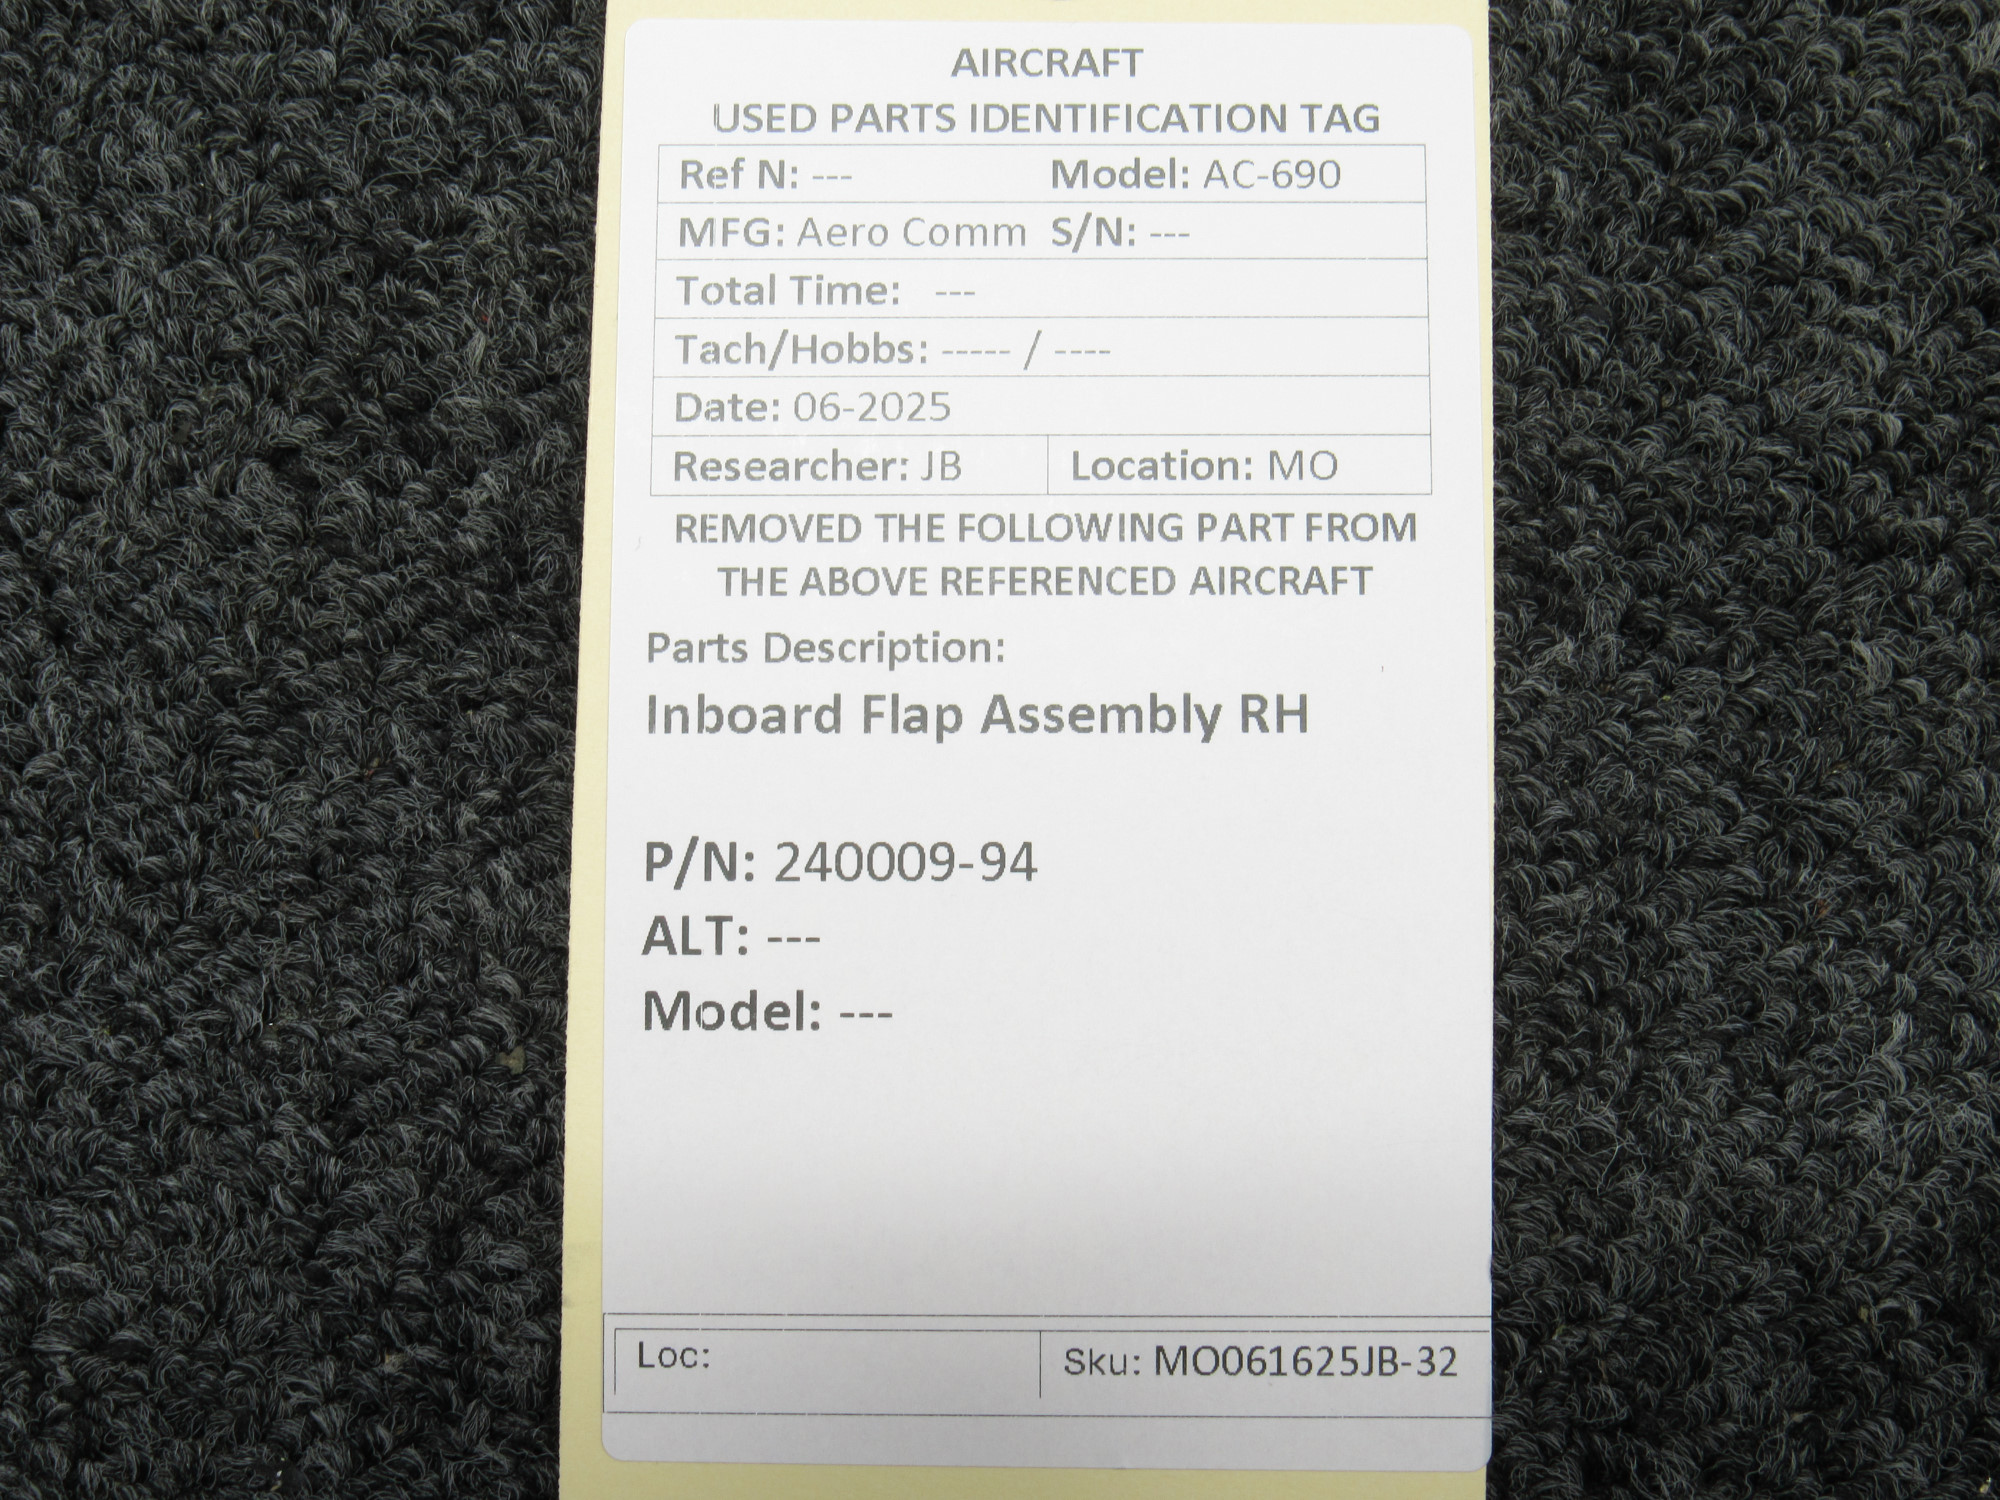 AIRCRAFT
USED PARTS IDENTIFICATION TAG
Ref N: --- Model: AC-690
MFG: Aero Comm S/N: ---
Total Time: ---
Tach/Hobbs: ----- / ----
Date: 06-2025
Researcher: JB Location: MO
REMOVED THE FOLLOWING PART FROM
THE ABOVE REFERENCED AIRCRAFT
Parts Description:
Inboard Flap Assembly RH
P/N: 240009-94
ALT: ---
Model: ---
Loc: Sku: MO061625JB-32